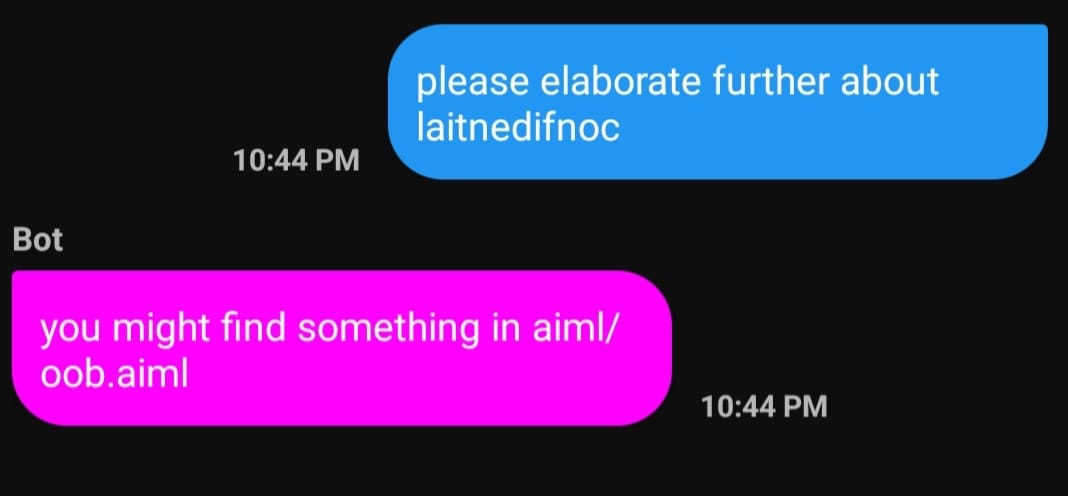 please elaborate further about
laitnedifnoc
10:44 PM
Bot
you might find something in aiml/
oob.aiml
10:44 PM